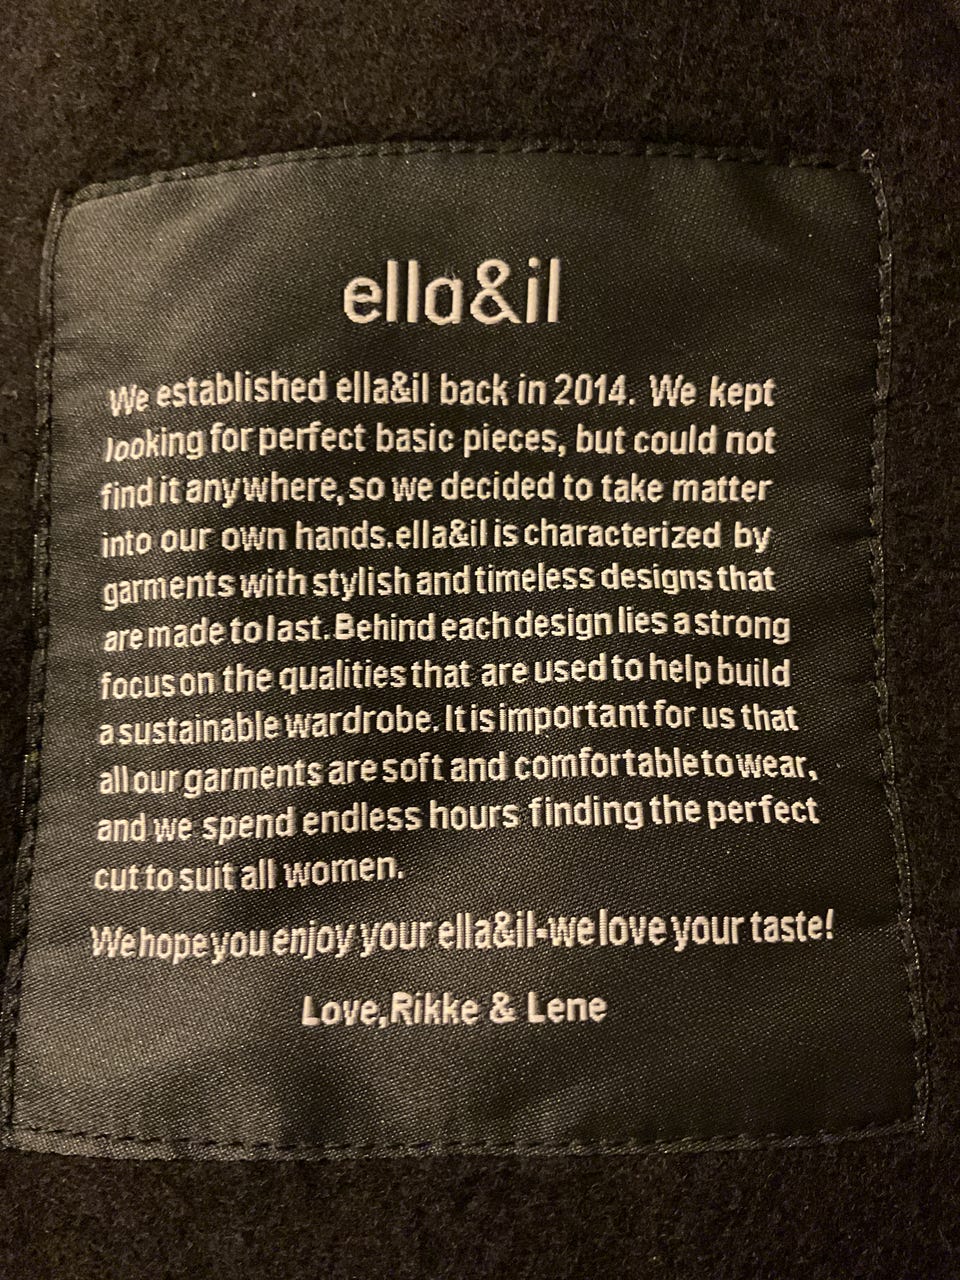 ella&il
We established ella&il back in 2014. We kept
looking for perfect basic pieces, but could not
find it anywhere, so we decided to take matter
into our own hands. ella&il is characterized by
garments with stylish and timeless designs that
are made to last. Behind each design lies a strong
focus on the qualities that are used to help build
a sustainable wardrobe. It is important for us that
all our garments are soft and comfortable to wear,
and we spend endless hours finding the perfect
cut to suit all women.
We hope you enjoy your ella&il-we love your taste!
Love, Rikke & Lene